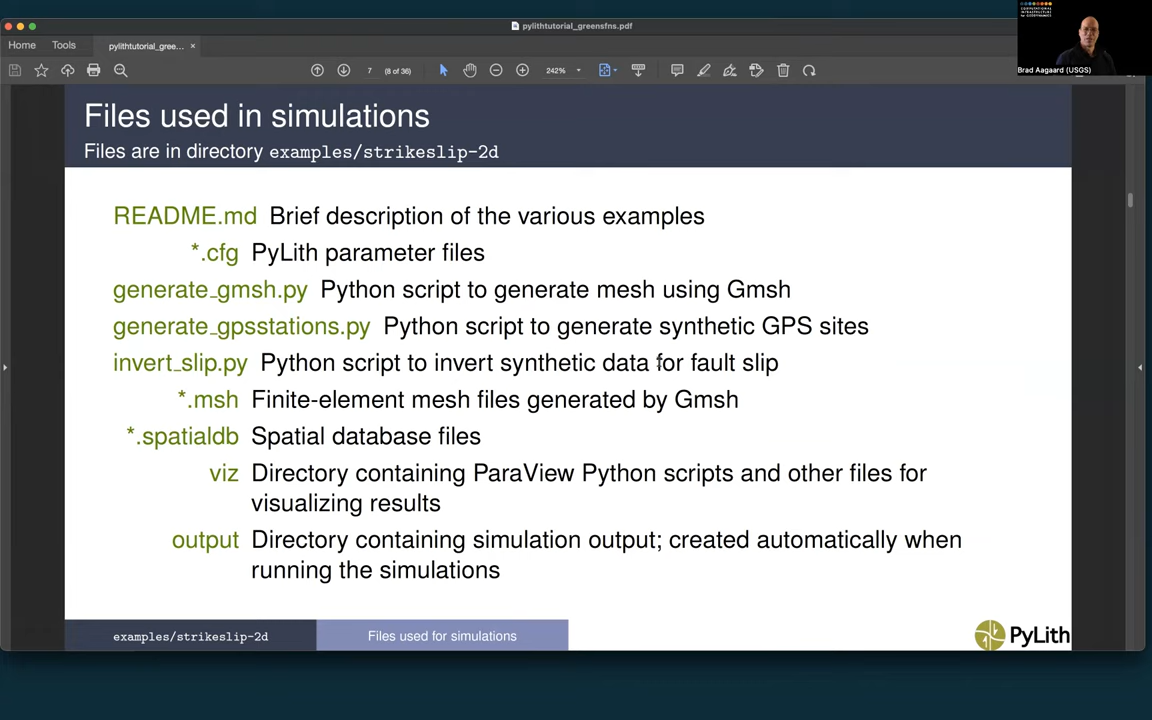 pylithtutorial_greensfns.pdf
Home Tools pylithtutorial_gree... ×
7 (8 of 36) 242%
COMPUTATIONAL
INFRASTRUCTURE
for GEODYNAMICS
Brad Aagaard (USGS)
Files used in simulations
Files are in directory examples/strikeslip-2d
README.md Brief description of the various examples
*.cfg PyLith parameter files
generate_gmsh.py Python script to generate mesh using Gmsh
generate_gpsstations.py Python script to generate synthetic GPS sites
invert_slip.py Python script to invert synthetic data for fault slip
*.msh Finite-element mesh files generated by Gmsh
*.spatialdb Spatial database files
viz Directory containing ParaView Python scripts and other files for
visualizing results
output Directory containing simulation output; created automatically when
running the simulations
examples/strikeslip-2d Files used for simulations
PyLith